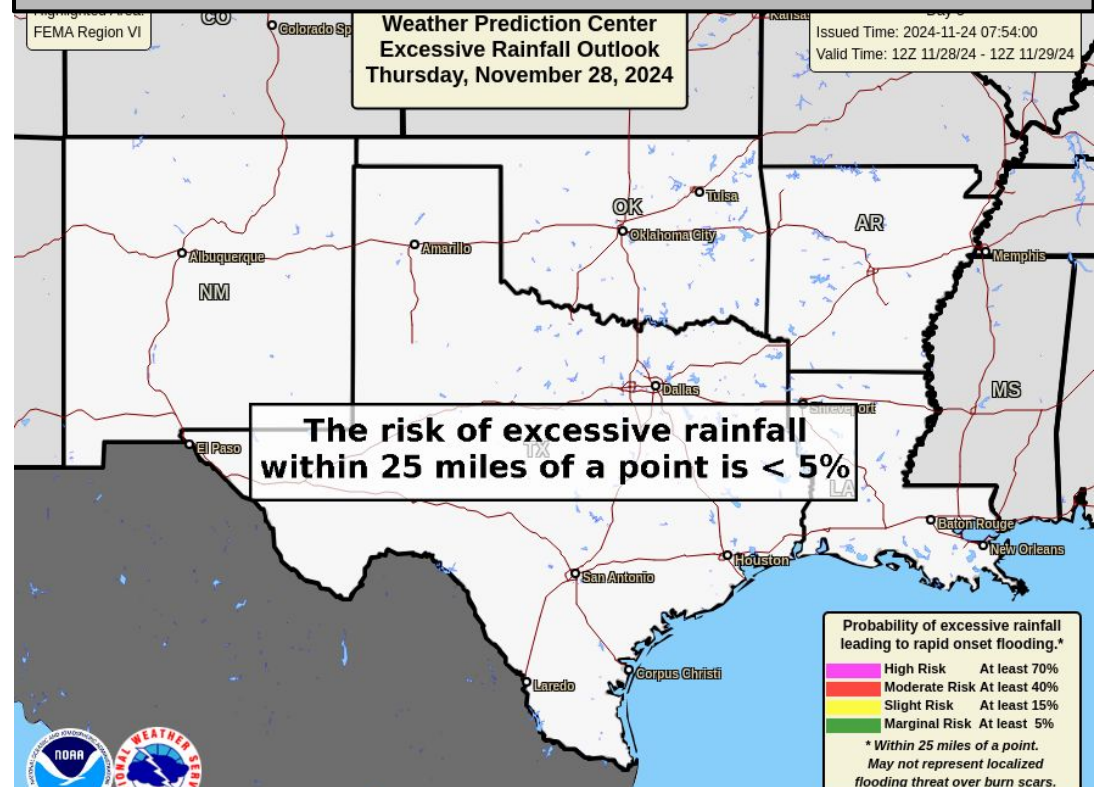 CO
Colorado Sp
Kansas
FEMA Region VI
Weather Prediction Center
Excessive Rainfall Outlook
Thursday, November 28, 2024
Issued Time: 2024-11-24 07:54:00
Valid Time: 12Z 11/28/24 - 12Z 11/29/24
Tulsa
OK
AR
Oklahoma City
Amarillo
Albuquerque
Memphis
NM
Dallas
MS
Shreveport
The risk of excessive rainfall
El Paso
TX
within 25 miles of a point is < 5%
LA
Baton Rouge
New Orleans
Houston
San Antonio
Corpus Christi
Laredo
Probability of excessive rainfall
leading to rapid onset flooding.*
High Risk At least 70%
Moderate Risk At least 40%
Slight Risk At least 15%
Marginal Risk At least 5%
* Within 25 miles of a point.
May not represent localized
flooding threat over burn scars.
NOAA